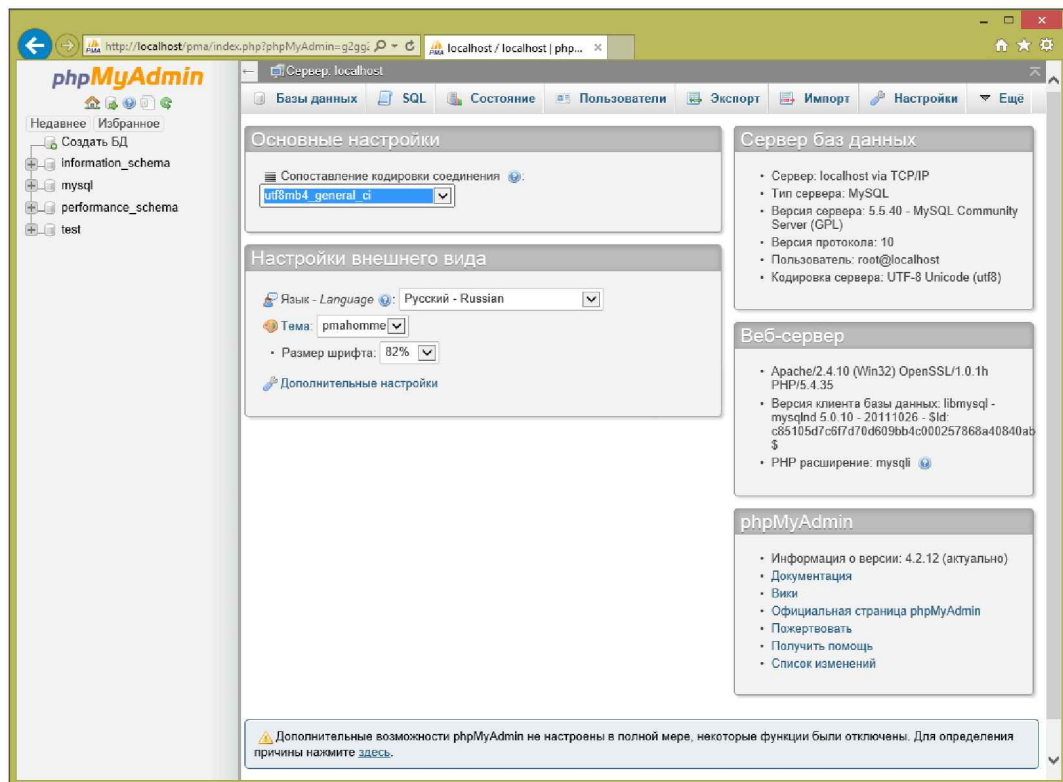 http://localhost/pma/index.php?phpMyAdmin=g2gg
localhost / localhost | php...
phpMyAdmin
Недавнее Избранное
Создать БД
information_schema
mysql
performance_schema
test
Сервер: localhost
Базы данных SQL Состояние Пользователи Экспорт Импорт Настройки Ещё
Основные настройки
Сопоставление кодировки соединения :
utf8mb4_general_ci
Настройки внешнего вида
Язык - Language : Русский - Russian
Тема: pmahomme
• Размер шрифта: 82%
Дополнительные настройки
Сервер баз данных
• Сервер: localhost via TCP/IP
• Тип сервера: MySQL
• Версия сервера: 5.5.40 - MySQL Community
Server (GPL)
• Версия протокола: 10
• Пользователь: root@localhost
• Кодировка сервера: UTF-8 Unicode (utf8)
Веб-сервер
• Apache/2.4.10 (Win32) OpenSSL/1.0.1h
PHP/5.4.35
• Версия клиента базы данных: libmysql -
mysqlnd 5.0.10 - 20111026 - $Id:
c85105d7c6f7d70d609bb4c000257868a40840ab
$
• PHP расширение: mysqli
phpMyAdmin
• Информация о версии: 4.2.12 (актуально)
• Документация
• Вики
• Официальная страница phpMyAdmin
• Пожертвовать
• Получить помощь
• Список изменений
Дополнительные возможности phpMyAdmin не настроены в полной мере, некоторые функции были отключены. Для определения
причины нажмите здесь.